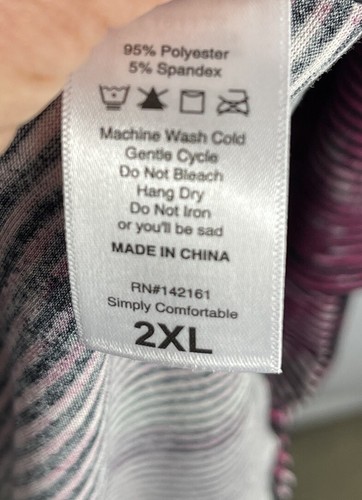 95% Polyester
5% Spandex
Machine Wash Cold
Gentle Cycle
Do Not Bleach
Hang Dry
Do Not Iron
or you'll be sad
MADE IN CHINA
RN#142161
Simply Comfortable
2XL